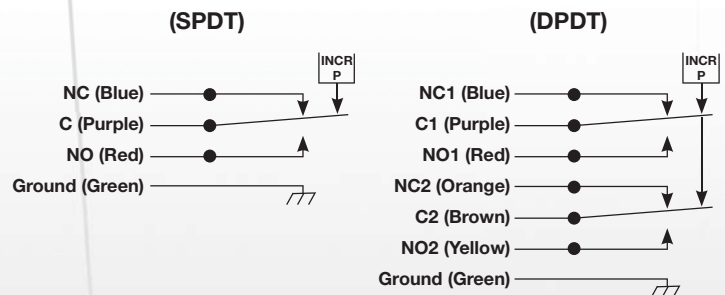 (SPDT)
INCR
P
NC (Blue)
C (Purple)
NO (Red)
Ground (Green)
(DPDT)
INCR
P
NC1 (Blue)
C1 (Purple)
NO1 (Red)
NC2 (Orange)
C2 (Brown)
NO2 (Yellow)
Ground (Green)